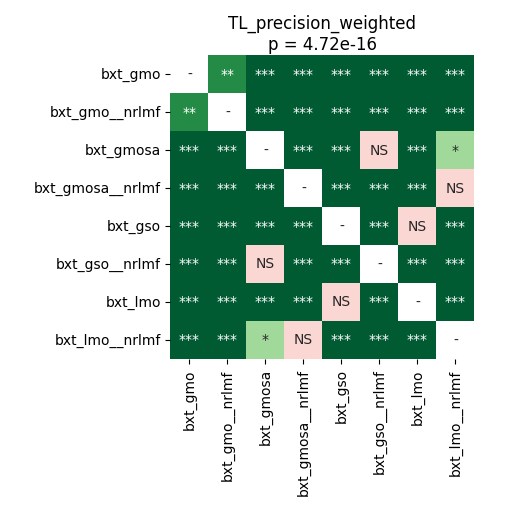 TL_precision_weighted
p = 4.72e-16
bxt_gmo - ** *** *** *** *** *** ***
bxt_gmo__nrlmf ** - *** *** *** *** *** ***
bxt_gmosa *** *** - *** *** NS *** *
bxt_gmosa__nrlmf *** *** *** - *** *** *** NS
bxt_gso *** *** *** *** - *** NS ***
bxt_gso__nrlmf *** *** NS *** *** - *** ***
bxt_lmo *** *** *** *** NS *** - ***
bxt_lmo__nrlmf *** *** * NS *** *** *** -
bxt_gmo
bxt_gmo__nrlmf
bxt_gmosa
bxt_gmosa__nrlmf
bxt_gso
bxt_gso__nrlmf
bxt_lmo
bxt_lmo__nrlmf